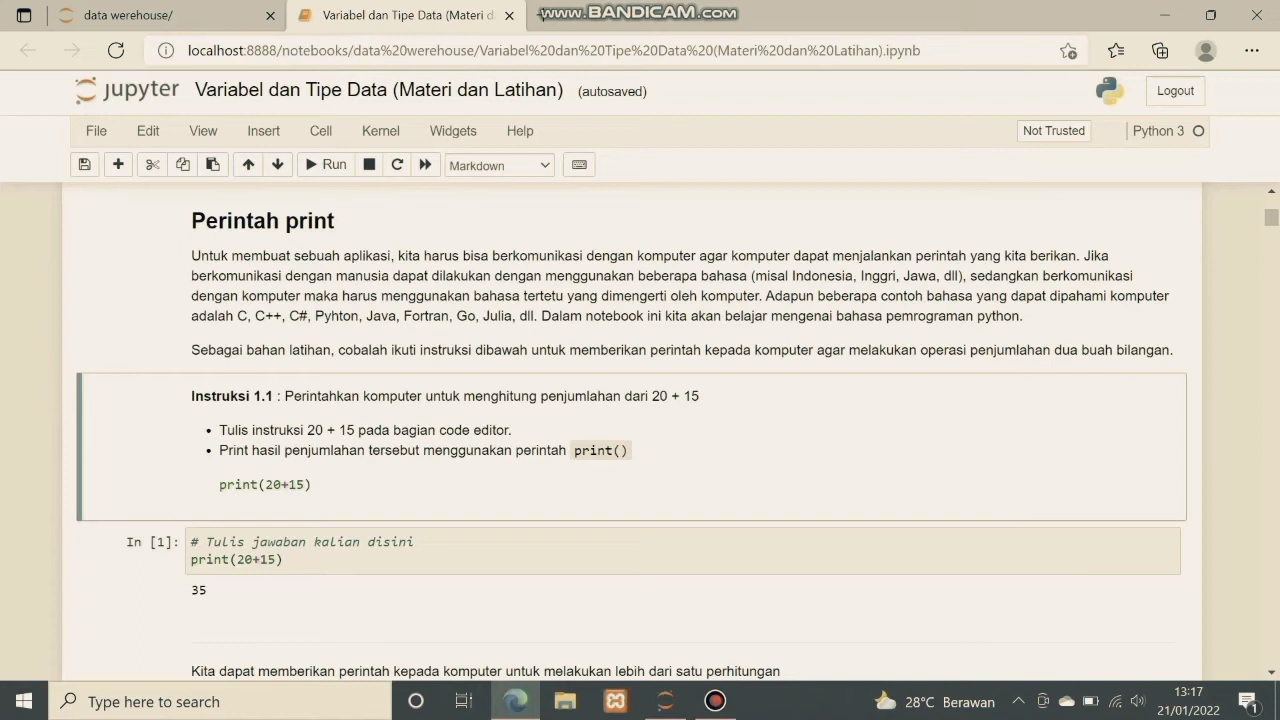 data werehouse/
Variabel dan Tipe Data (Materi d
www.BANDICAM.com
localhost:8888/notebooks/data%20werehouse/Variabel%20dan%20Tipe%20Data%20(Materi%20dan%20Latihan).ipynb
jupyter Variabel dan Tipe Data (Materi dan Latihan) (autosaved)
Logout
File Edit View Insert Cell Kernel Widgets Help
Not Trusted
Python 3
Run
Markdown
Perintah print
Untuk membuat sebuah aplikasi, kita harus bisa berkomunikasi dengan komputer agar komputer dapat menjalankan perintah yang kita berikan. Jika
berkomunikasi dengan manusia dapat dilakukan dengan menggunakan beberapa bahasa (misal Indonesia, Inggri, Jawa, dll), sedangkan berkomunikasi
dengan komputer maka harus menggunakan bahasa tertetu yang dimengerti oleh komputer. Adapun beberapa contoh bahasa yang dapat dipahami komputer
adalah C, C++, C#, Pyhton, Java, Fortran, Go, Julia, dll. Dalam notebook ini kita akan belajar mengenai bahasa pemrograman python.
Sebagai bahan latihan, cobalah ikuti instruksi dibawah untuk memberikan perintah kepada komputer agar melakukan operasi penjumlahan dua buah bilangan.
Instruksi 1.1 : Perintahkan komputer untuk menghitung penjumlahan dari 20 + 15
• Tulis instruksi 20 + 15 pada bagian code editor.
• Print hasil penjumlahan tersebut menggunakan perintah print()
print(20+15)
In [1]: # Tulis jawaban kalian disini
print(20+15)
35
Kita dapat memberikan perintah kepada komputer untuk melakukan lebih dari satu perhitungan
Type here to search
28°C Berawan
13:17
21/01/2022
1